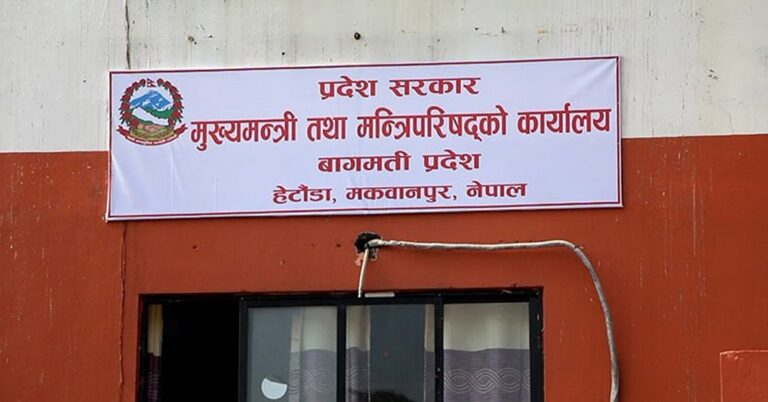 प्रदेश सरकार
मुख्यमन्त्री तथा मन्त्रिपरिषद्को कार्यालय
बागमती प्रदेश
हेटौंडा, मकवानपुर, नेपाल